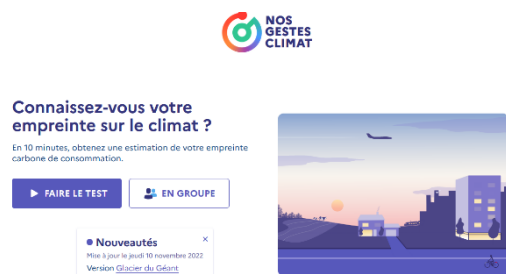 NOS
GESTES
CLIMAT
Connaissez-vous votre
empreinte sur le climat ?
En 10 minutes, obtenez une estimation de votre empreinte
carbone de consommation.
FAIRE LE TEST
EN GROUPE
Nouveautés
×
Mise à jour le jeudi 10 novembre 2022
Version Glacier du Géant